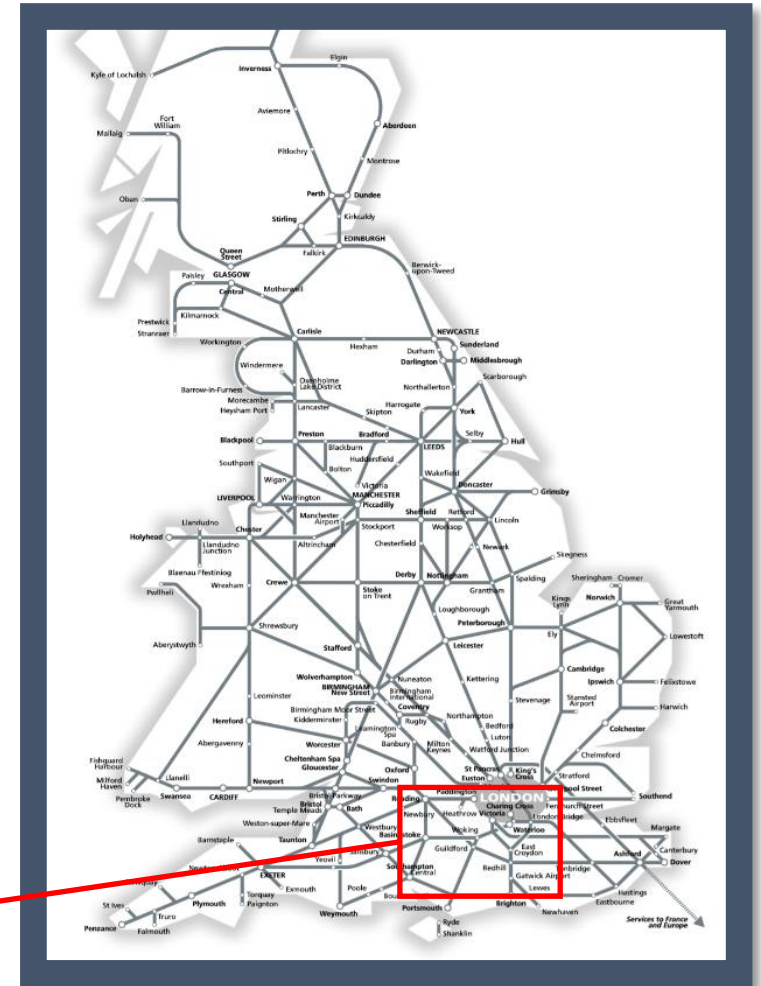 Elgin
Inverness
Kyle of Lochalsh
Aviemore
Fort
William
Mallaig
Aberdeen
Pitlochry
Montrose
Perth
Dundee
Oban
Stirling
Kirkcaldy
EDINBURGH
Queen
Street
Falkirk
Berwick-
upon-Tweed
Paisley
GLASGOW
Central
Motherwell
Prestwick
Kilmarnock
Stranraer
Carlisle
NEWCASTLE
Workington
Hexham
Sunderland
Durham
Darlington
Middlesbrough
Windermere
Scarborough
Oxenholme
Lake District
Barrow-in-Furness
Northallerton
Morecambe
Lancaster
Harrogate
York
Heysham Port
Skipton
Preston
Bradford
Selby
Blackpool
Blackburn
LEEDS
Hull
Southport
Huddersfield
Bolton
Wakefield
Wigan
Victoria
Doncaster
Grimsby
LIVERPOOL
Warrington
MANCHESTER
Piccadilly
Manchester
Airport
Sheffield
Retford
Lincoln
Llandudno
Stockport
Worksop
Chester
Holyhead
Llandudno
Junction
Altrincham
Chesterfield
Newark
Skegness
Blaenau Ffestiniog
Wrexham
Crewe
Stoke
on Trent
Derby
Nottingham
Spalding
Sheringham
Cromer
Pwllheli
Grantham
Kings
Lynn
Norwich
Great
Yarmouth
Loughborough
Shrewsbury
Peterborough
Aberystwyth
Stafford
Leicester
Ely
Lowestoft
Wolverhampton
BIRMINGHAM
New Street
Nuneaton
Kettering
Cambridge
Birmingham
International
Ipswich
Felixstowe
Leominster
Birmingham Moor Street
Coventry
Stevenage
Stansted
Airport
Harwich
Hereford
Kidderminster
Rugby
Northampton
Leamington
Spa
Bedford
Colchester
Abergavenny
Worcester
Banbury
Milton
Keynes
Luton
Cheltenham Spa
Watford Junction
Chelmsford
Fishguard
Harbour
Gloucester
Oxford
St Pancras
King's
Cross
Euston
Stratford
Milford
Haven
Llanelli
Swindon
Pembroke
Dock
Swansea
CARDIFF
Newport
Bristol Parkway
Paddington
LONDON
Southend
Bristol
Temple Meads
Bath
Reading
Charing Cross
Fenchurch Street
Newbury
Heathrow
Victoria
London Bridge
Ebbsfleet
Weston-super-Mare
Westbury
Woking
Waterloo
Margate
Barnstaple
Taunton
Guildford
East
Croydon
Canterbury
Yeovil
Redhill
Ashford
Dover
EXETER
Central
Gatwick Airport
Exmouth
Poole
Lewes
Hastings
Torquay
Paignton
Eastbourne
St Ives
Plymouth
Portsmouth
Brighton
Newhaven
Truro
Weymouth
Penzance
Falmouth
Ryde
Shanklin
Services to France
and Europe